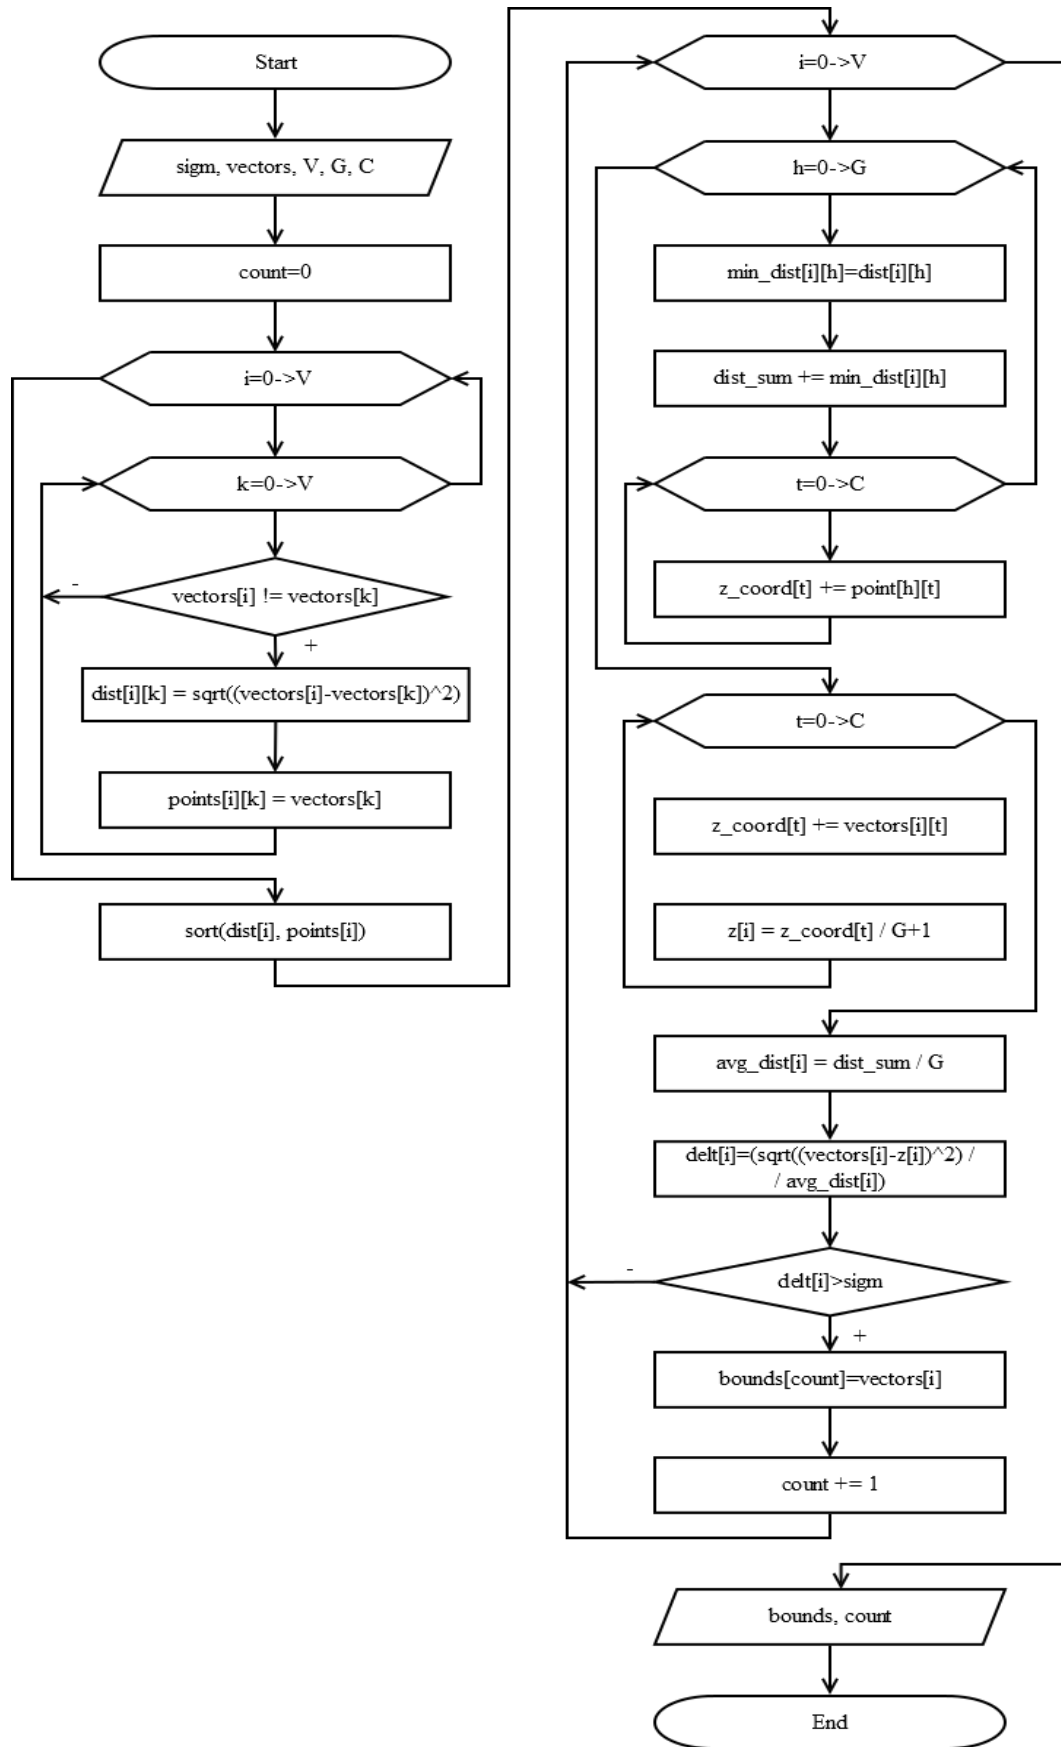 Start
sigm, vectors, V, G, C
count=0
i=0->V
k=0->V
vectors[i] != vectors[k]
-
+
dist[i][k] = sqrt((vectors[i]-vectors[k])^2)
points[i][k] = vectors[k]
sort(dist[i], points[i])
i=0->V
h=0->G
min_dist[i][h]=dist[i][h]
dist_sum += min_dist[i][h]
t=0->C
z_coord[t] += point[h][t]
t=0->C
z_coord[t] += vectors[i][t]
z[i] = z_coord[t] / G+1
avg_dist[i] = dist_sum / G
delt[i]=(sqrt((vectors[i]-z[i])^2) /
/ avg_dist[i])
-
delt[i]>sigm
+
bounds[count]=vectors[i]
count += 1
bounds, count
End